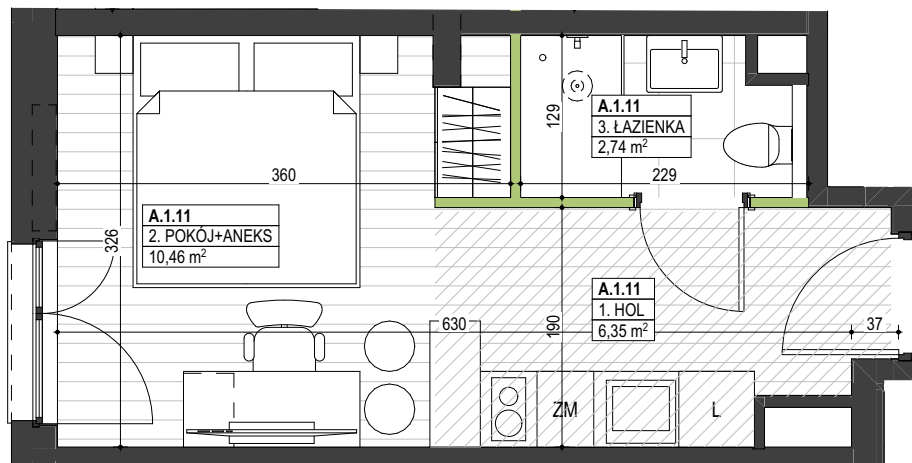 A.1.11
3. ŁAZIENKA
2,74 m²
129
360
229
A.1.11
2. POKÓJ+ANEKS
10,46 m²
326
A.1.11
1. HOL
6,35 m²
630
190
37
ZM
L